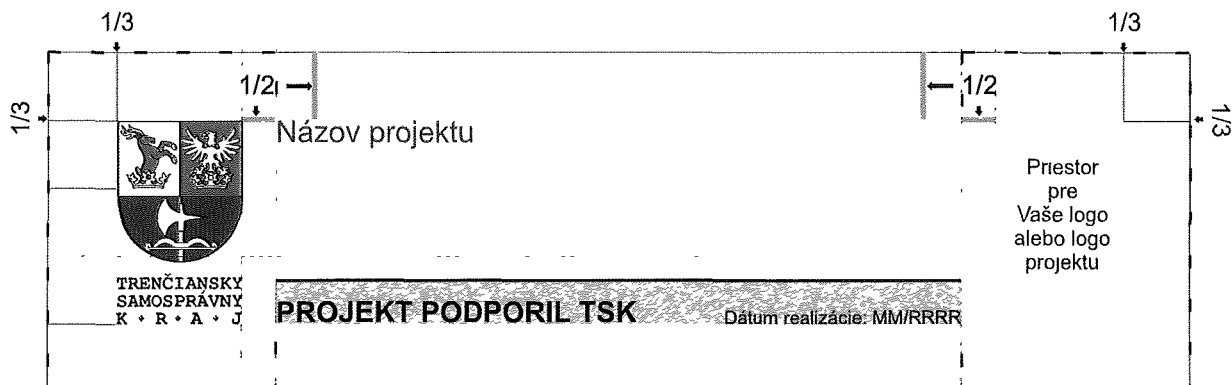 1/3
1/3
1/2
1/2
1/3
1/3
Názov projektu
Priestor
pre
Vaše logo
alebo logo
projektu
TRENČIANSKY
SAMOSPRÁVNY
K • R • A • J
PROJEKT PODPORIL TSK
Dátum realizácie: MM/RRRR